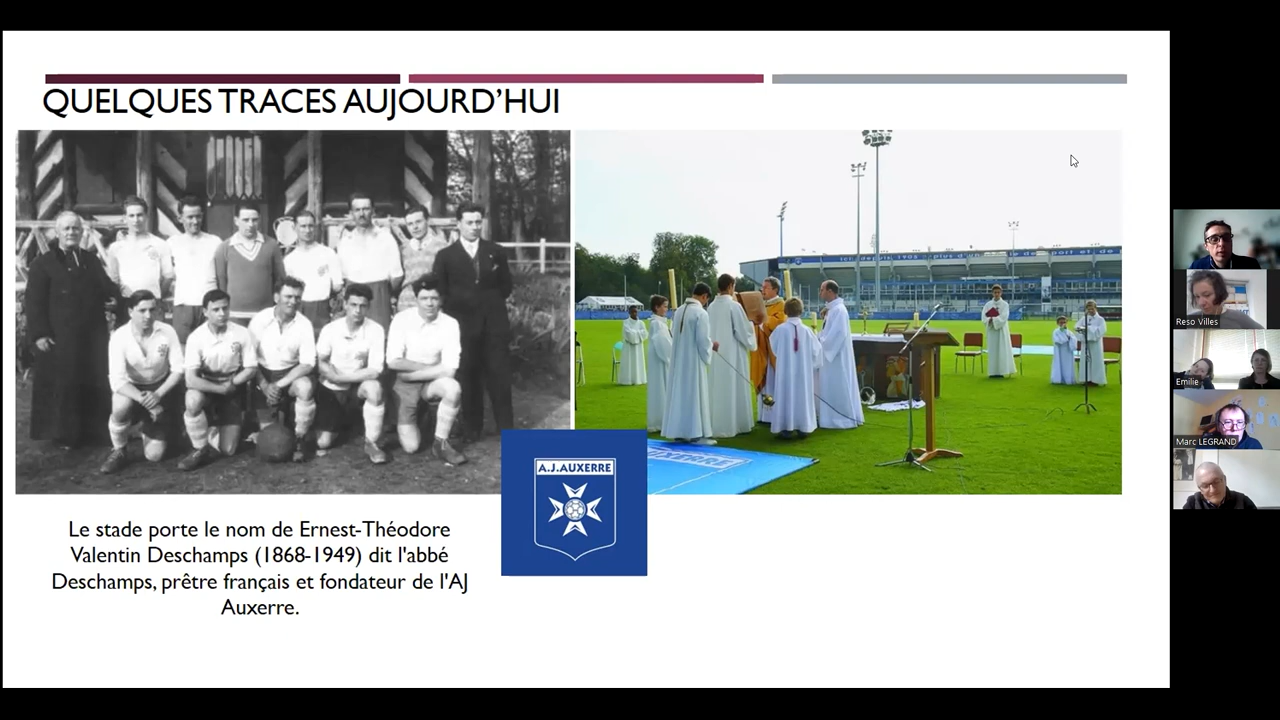 QUELQUES TRACES AUJOURD’HUI
A.J.AUXERRE
Le stade porte le nom de Ernest-Théodore
Valentin Deschamps (1868-1949) dit l'abbé
Deschamps, prêtre français et fondateur de l'AJ
Auxerre.
Reso Villes
Emilie
Marc LEGRAND